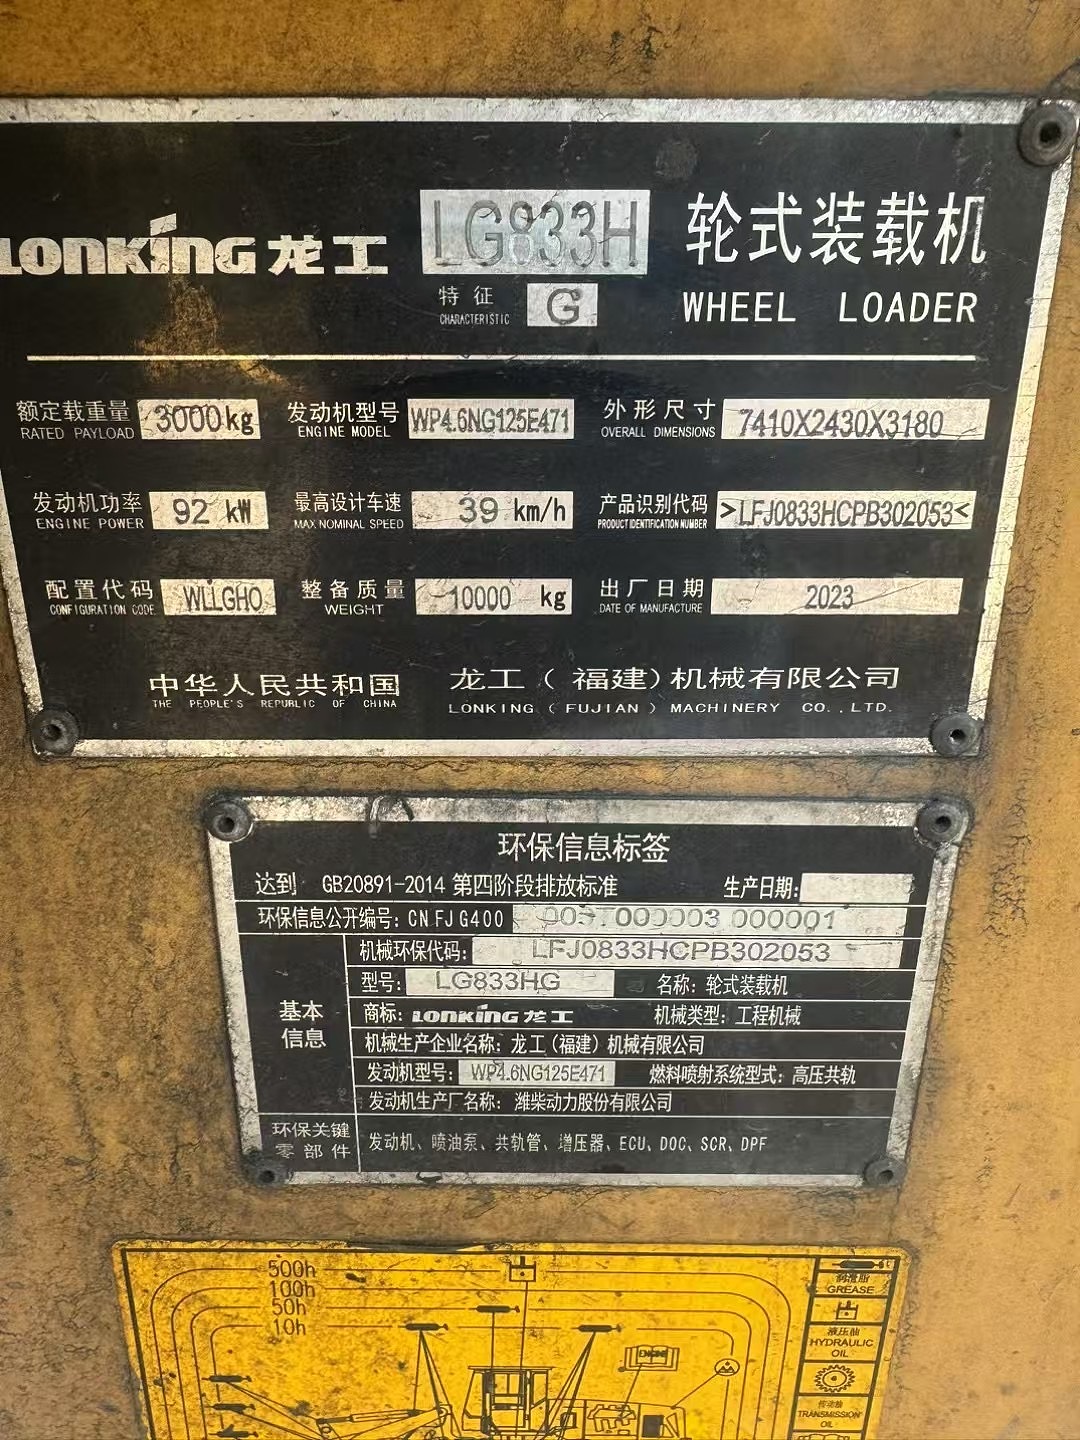 LONKING 龙工 LG833H 轮式装载机
特征 G WHEEL LOADER
CHARACTERISTIC
额定载重量 3000kg 发动机型号 WP4.6NG125E471 外形尺寸 7410X2430X3180
RATED PAYLOAD ENGINE MODEL OVERALL DIMENSIONS
发动机功率 92 kW 最高设计车速 39 km/h 产品识别代码 >LFJ0833HCPB302053<
ENGINE POWER MAX NOMINAL SPEED PRODUCT IDENTIFICATION NUMBER
配置代码 WLLGHO 整备质量 10000 kg 出厂日期 2023
CONFIGURATION CODE WEIGHT DATE OF MANUFACTURE
中华人民共和国 龙工（福建）机械有限公司
THE PEOPLE'S REPUBLIC OF CHINA LONKING ( FUJIAN ) MACHINERY CO.,LTD.
环保信息标签
达到 GB20891-2014 第四阶段排放标准 生产日期:
环保信息公开编号: CN FJ G400 000003 000001
机械环保代码: LFJ0833HCPB302053
型号: LG833HG 名称: 轮式装载机
基本信息 商标: LONKING 龙工 机械类型: 工程机械
机械生产企业名称: 龙工（福建）机械有限公司
发动机型号: WP4.6NG125E471 燃料喷射系统型式: 高压共轨
发动机生产厂名称: 潍柴动力股份有限公司
环保关键零部件 发动机、喷油泵、共轨管、增压器、ECU、DOC、SCR、DPF
500h
100h
50h
10h
润滑脂
GREASE
液压油
HYDRAULIC
OIL
传动油
TRANSMISSION
OIL
ENGINE